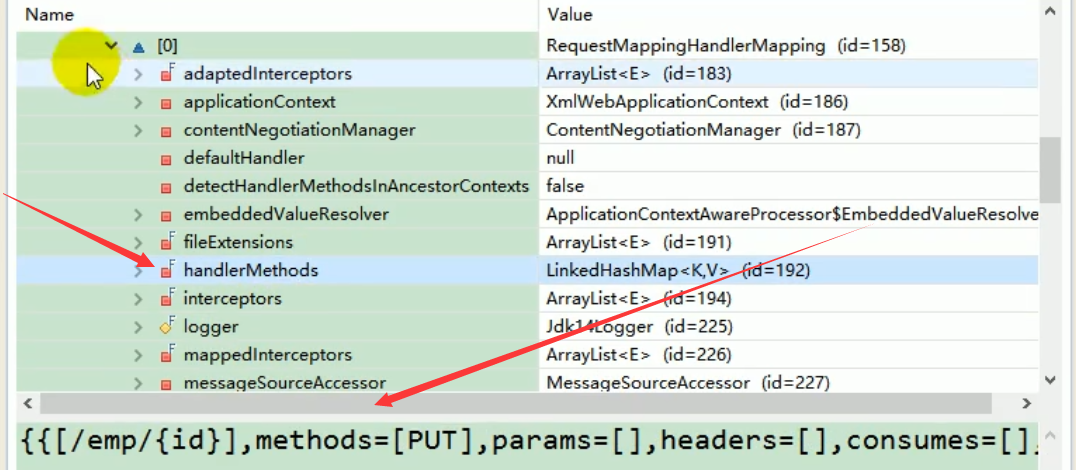 Name Value
[0] RequestMappingHandlerMapping (id=158)
adaptedInterceptors ArrayList<E> (id=183)
applicationContext XmlWebApplicationContext (id=186)
contentNegotiationManager ContentNegotiationManager (id=187)
defaultHandler null
detectHandlerMethodsInAncestorContexts false
embeddedValueResolver ApplicationContextAwareProcessor$EmbeddedValueResolve
fileExtensions ArrayList<E> (id=191)
handlerMethods LinkedHashMap<K,V> (id=192)
interceptors ArrayList<E> (id=194)
logger Jdk14Logger (id=225)
mappedInterceptors ArrayList<E> (id=226)
messageSourceAccessor MessageSourceAccessor (id=227)
{{[/emp/{id}],methods=[PUT],params=[],headers=[],consumes=[],